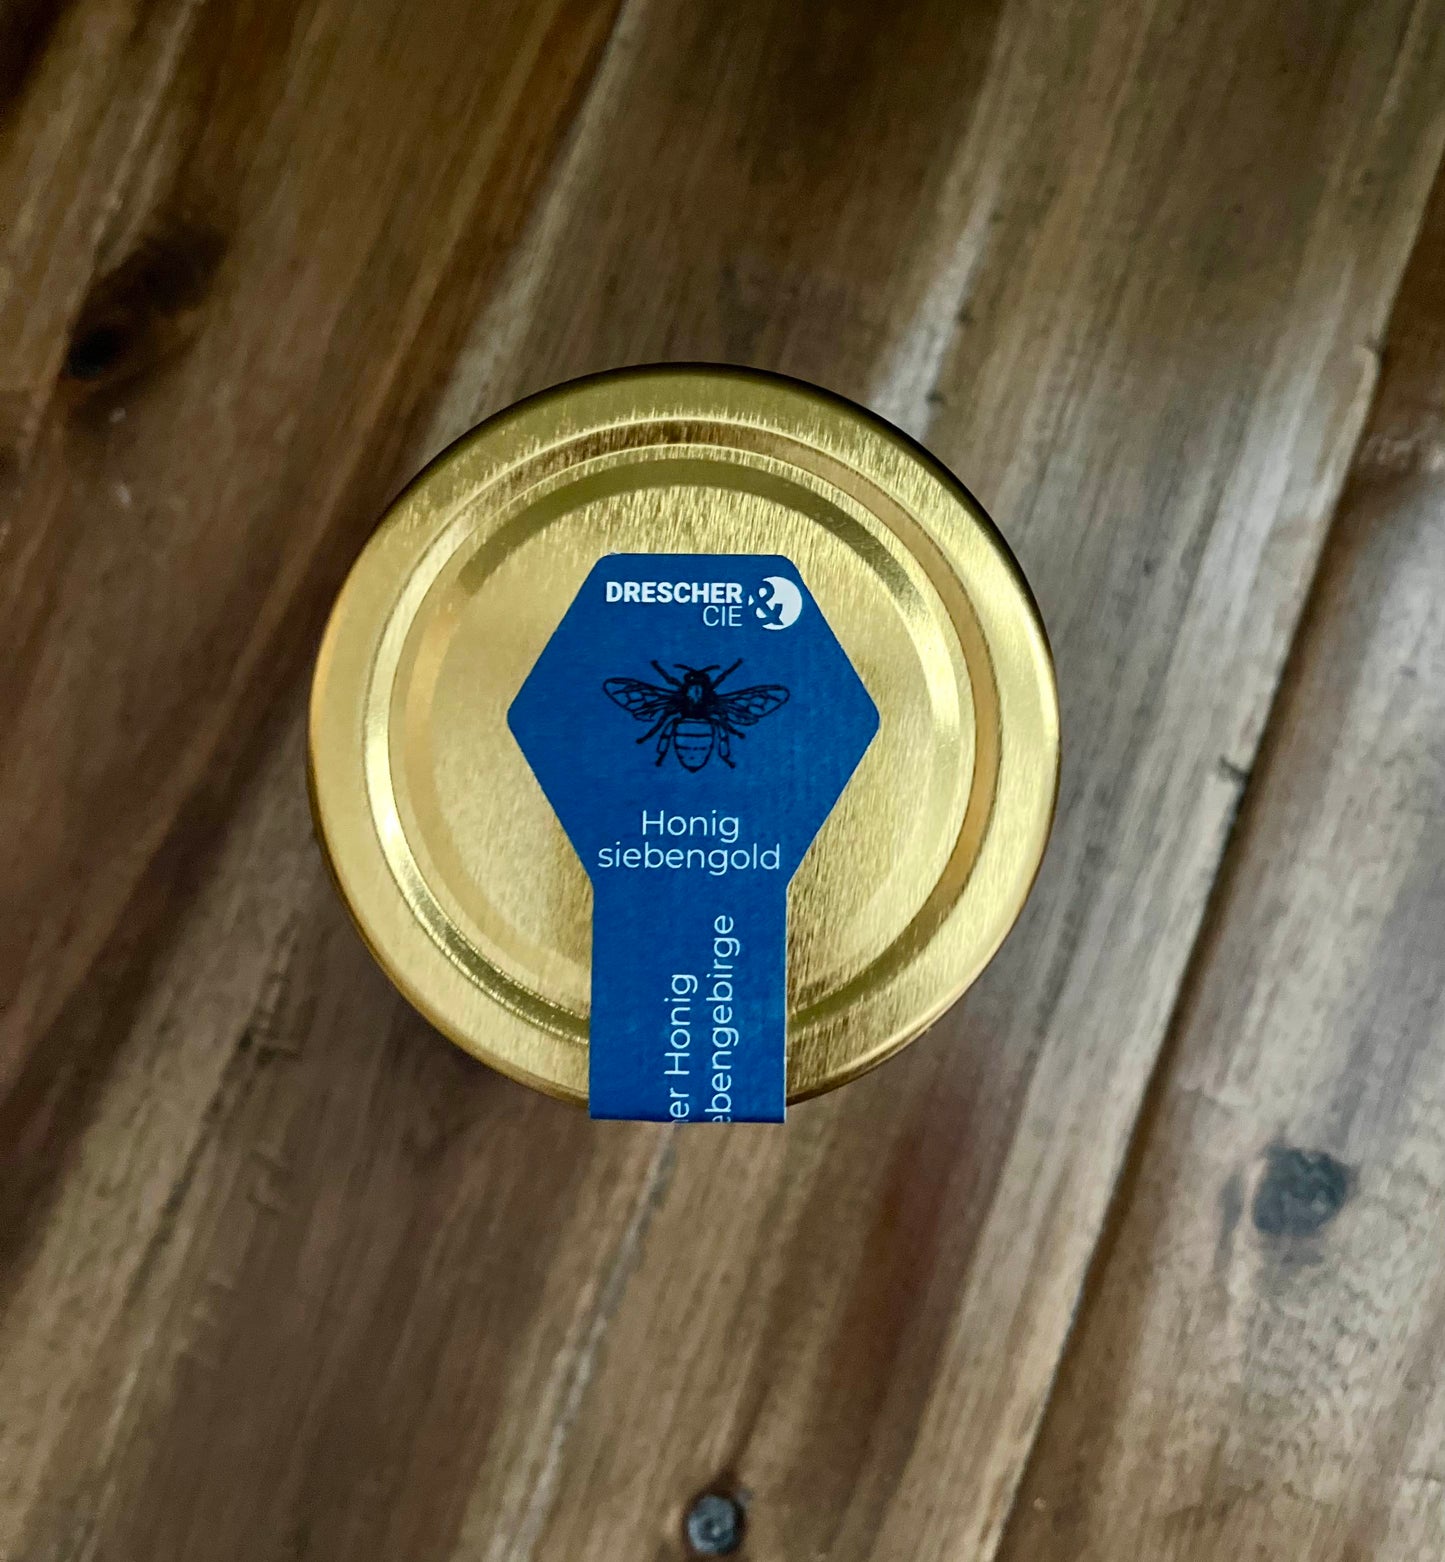 DRESCHER &
CIE
Honig
siebengold
er Honig
ebengebirge